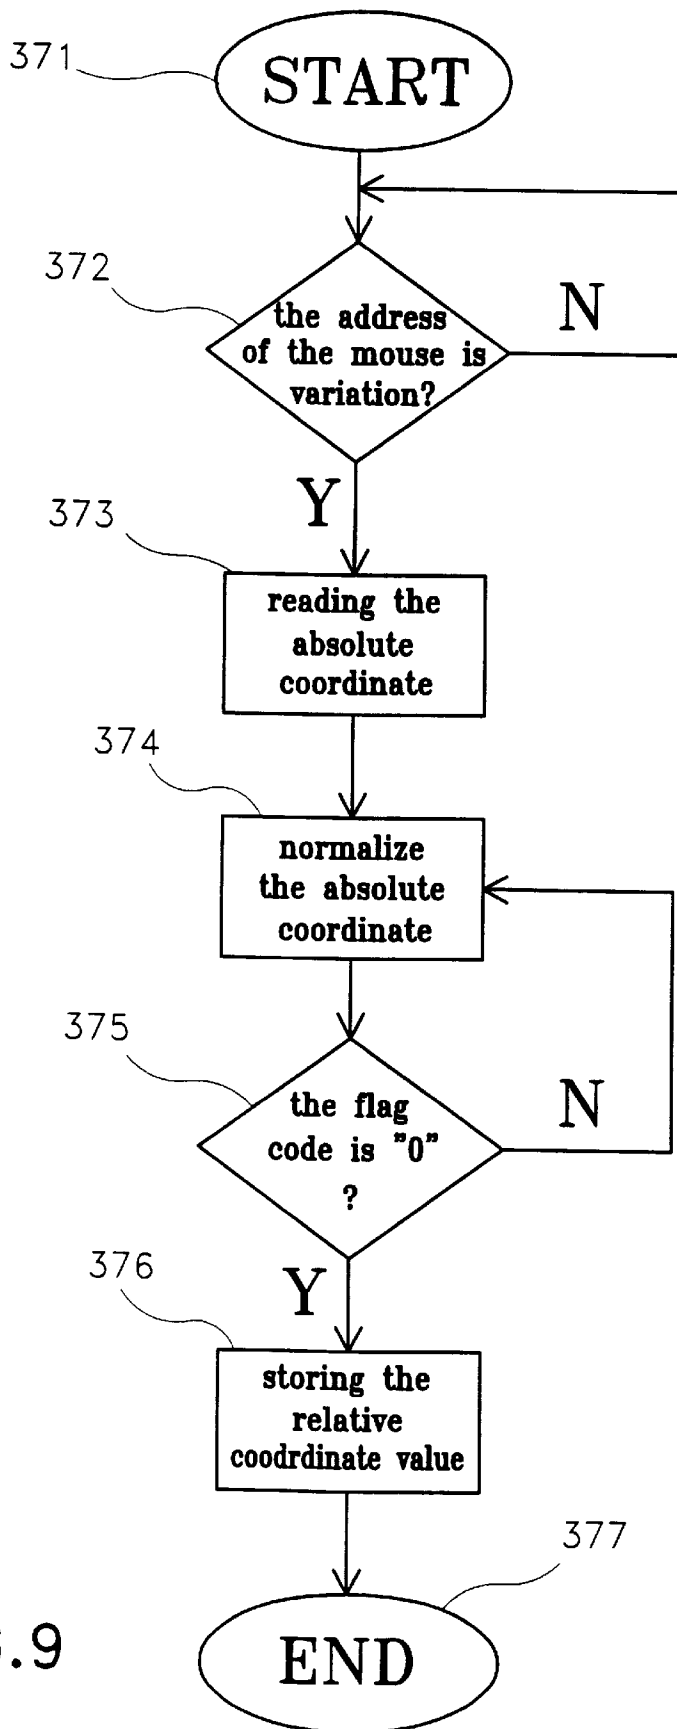 371
START
372
the address
of the mouse is
variation?
N
Y
373
reading the
absolute
coordinate
374
normalize
the absolute
coordinate
375
the flag
code is "0"
?
N
376
Y
storing the
relative
coodrdinate value
377
.9
END